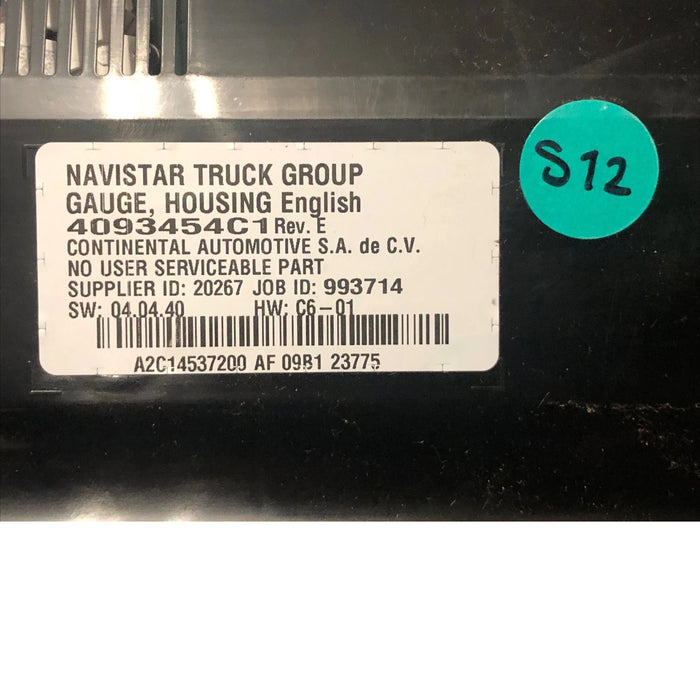 NAVISTAR TRUCK GROUP
GAUGE, HOUSING English
4093454C1 Rev. E
CONTINENTAL AUTOMOTIVE S.A. de C.V.
NO USER SERVICEABLE PART
SUPPLIER ID: 20267 JOB ID: 993714
SW: 04.04.40 HW: C6-01
A2C14537200 AF 09B1 23775
S12